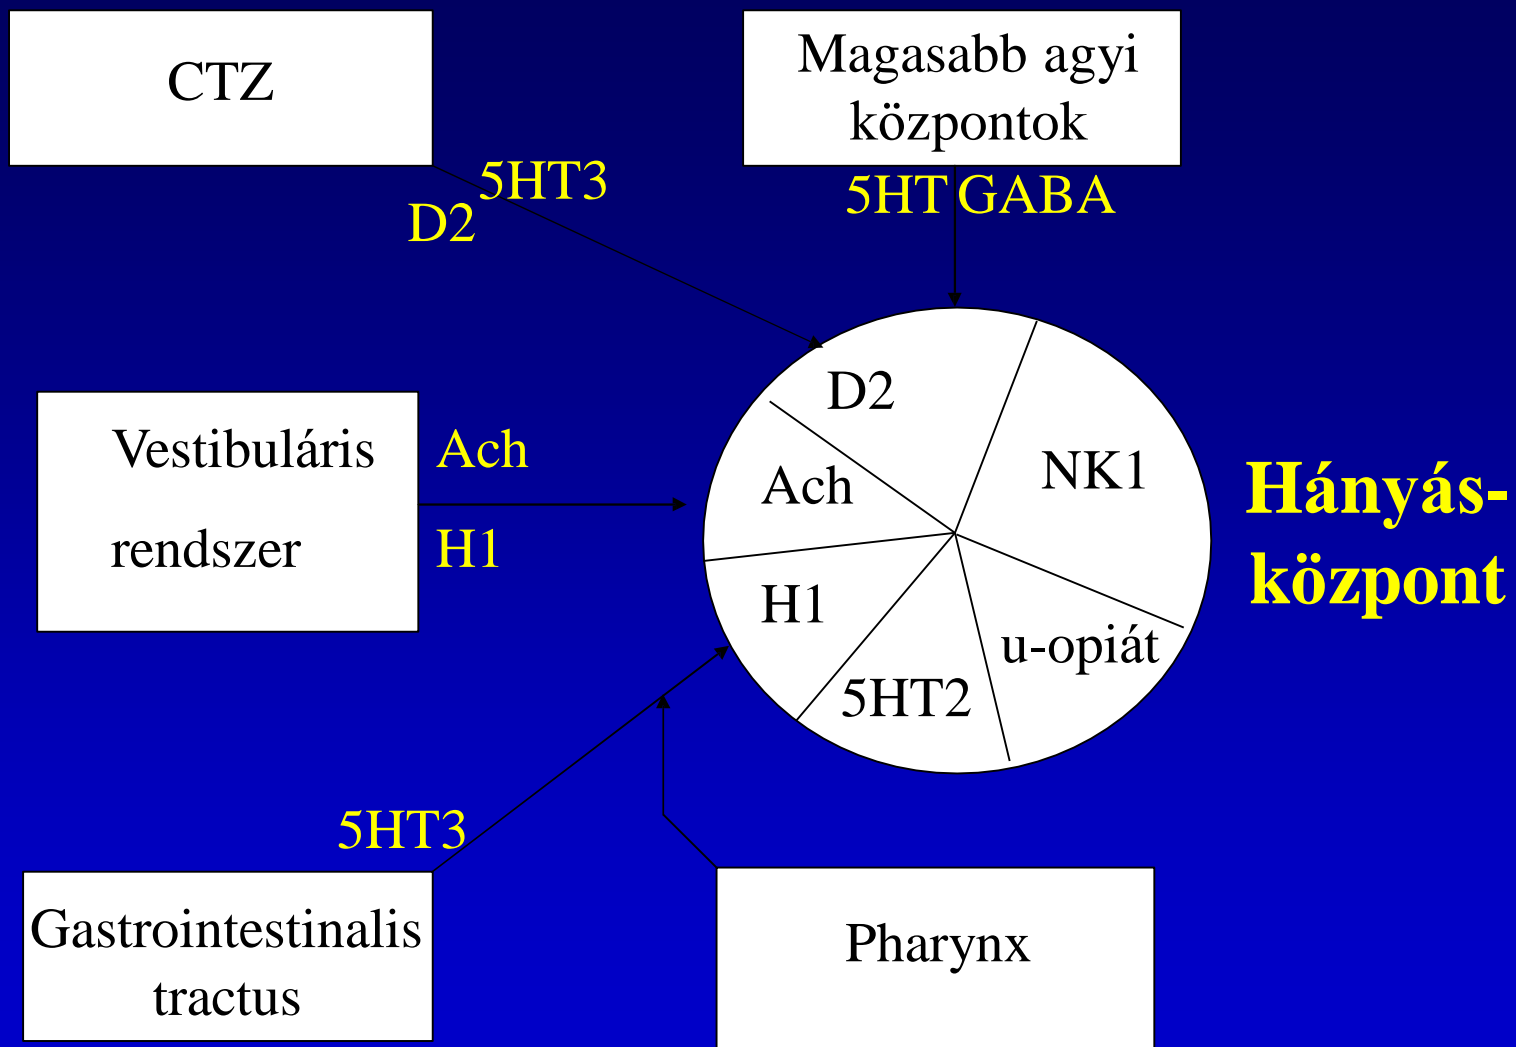 CTZ
Magasabb agyi
központok
5HT3
D2
5HT GABA
D2
Ach
NK1
H1
5HT2
u-opiát
Vestibuláris
rendszer
Ach
H1
Hányás-
központ
5HT3
Gastrointestinalis
tractus
Pharynx